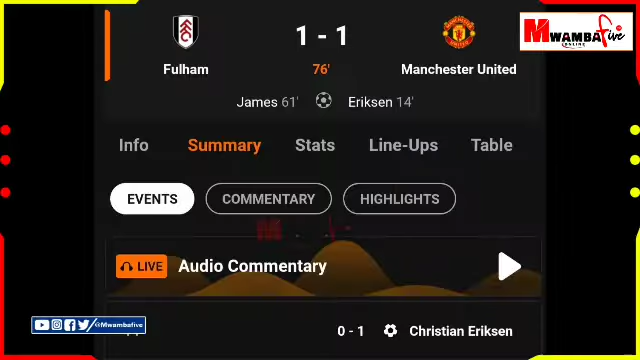 1 - 1
MWAMBAFive
ONLINE
Fulham
76'
Manchester United
James 61'
Eriksen 14'
Info
Summary
Stats
Line-Ups
Table
EVENTS
COMMENTARY
HIGHLIGHTS
LIVE
Audio Commentary
0 - 1
Christian Eriksen
@Mwambafive